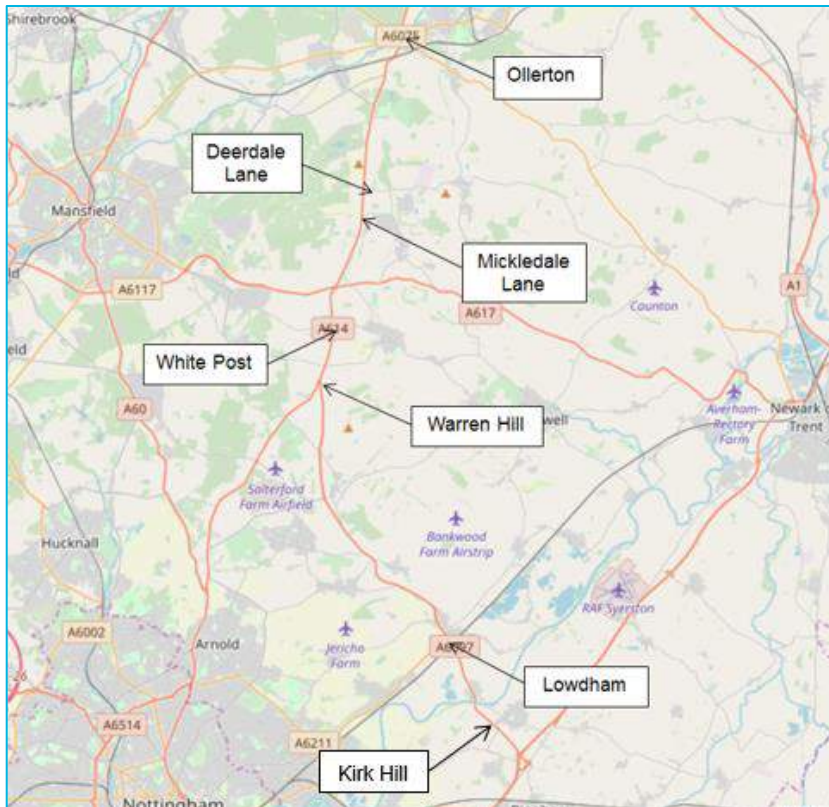 Shirebrook
A6075
Ollerton
Deerdale
Lane
Mansfield
Mickledale
Lane
A6117
A1
Caunton
A614
A617
White Post
A60
Warren Hill
well
Averham-
Rectory
Farm
Newark
Trent
Salterford
Farm Airfield
Bankwood
Farm Airstrip
Hucknall
RAF Syerston
A6002
Arnold
Jericho
Farm
A6097
26
Lowdham
A6514
A6211
Kirk Hill
Nottingham